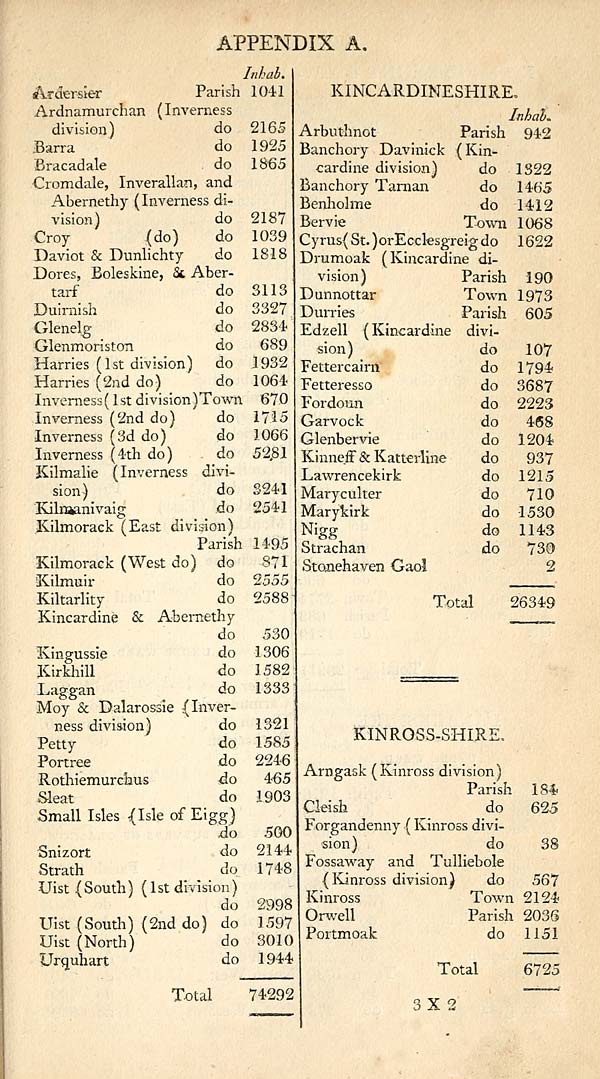 APPENDIX A.
Inhab.
Ardersier Parish 1041
Ardnamurchan (Inverness
division) do 2165
Barra do 1925
Bracadale do 1865
Cromdale, Inverallan, and
Abernethy (Inverness di-
vision) do 2187
Croy (do) do 1039
Daviot & Dunlichty do 1818
Dores, Boleskine, & Aber-
tarf do 3113
Duirnish do 3327
Glenelg do 2834
Glenmoriston do 689
Harries (1st division) do 1932
Harries (2nd do) do 1064
Inverness (1st division) Town 670
Inverness (2nd do) do 1715
Inverness (3d do) do 1066
Inverness (4th do) do 5281
Kilmalie (Inverness divi-
sion) do 3241
Kilmanivaig do 2541
Kilmorack (East division)
Parish 1495
Kilmorack (West do) do 871
Kilmuir do 2555
Kiltarlity do 2588
Kincardine & Abernethy
do 530
Kingussie do 1306
Kirkhill do 1582
Laggan do 1333
Moy & Dalarossie (Inver-
ness division) do 1321
Petty do 1585
Portree do 2246
Rothiemurchus do 465
Sleat do 1903
Small Isles (Isle of Eigg)
do 500
Snizort do 2144
Strath do 1748
Uist (South) (1st division)
do 2998
Uist (South) (2nd do) do 1597
Uist (North) do 3010
Urquhart do 1944
Total 74292
KINCARDINESHIRE.
Inhab.
Arbuthnot Parish 942
Banchory Davinick (Kin-
cardine division) do 1322
Banchory Tarnan do 1465
Benholme do 1412
Bervie Town 1068
Cyrus (St.) or Ecclesgreig do 1622
Drumoak (Kincardine di-
vision) Parish 190
Dunnottar Town 1973
Durries Parish 605
Edzell (Kincardine divi-
sion) do 107
Fettercairn do 1794
Fetteresso do 3687
Fordoun do 2223
Garvock do 468
Glenbervie do 1204
Kinneff & Katterline do 937
Lawrencekirk do 1215
Maryculter do 710
Marykirk do 1530
Nigg do 1143
Strachan do 730
Stonehaven Gaol 2
Total 26349
KINROSS-SHIRE.
Arngask (Kinross division)
Parish 184
Cleish do 625
Forgandenny (Kinross divi-
sion) do 38
Fossaway and Tulliebole
(Kinross division) do 567
Kinross Town 2124
Orwell Parish 2036
Portmoak do 1151
Total 6725
3 X 2